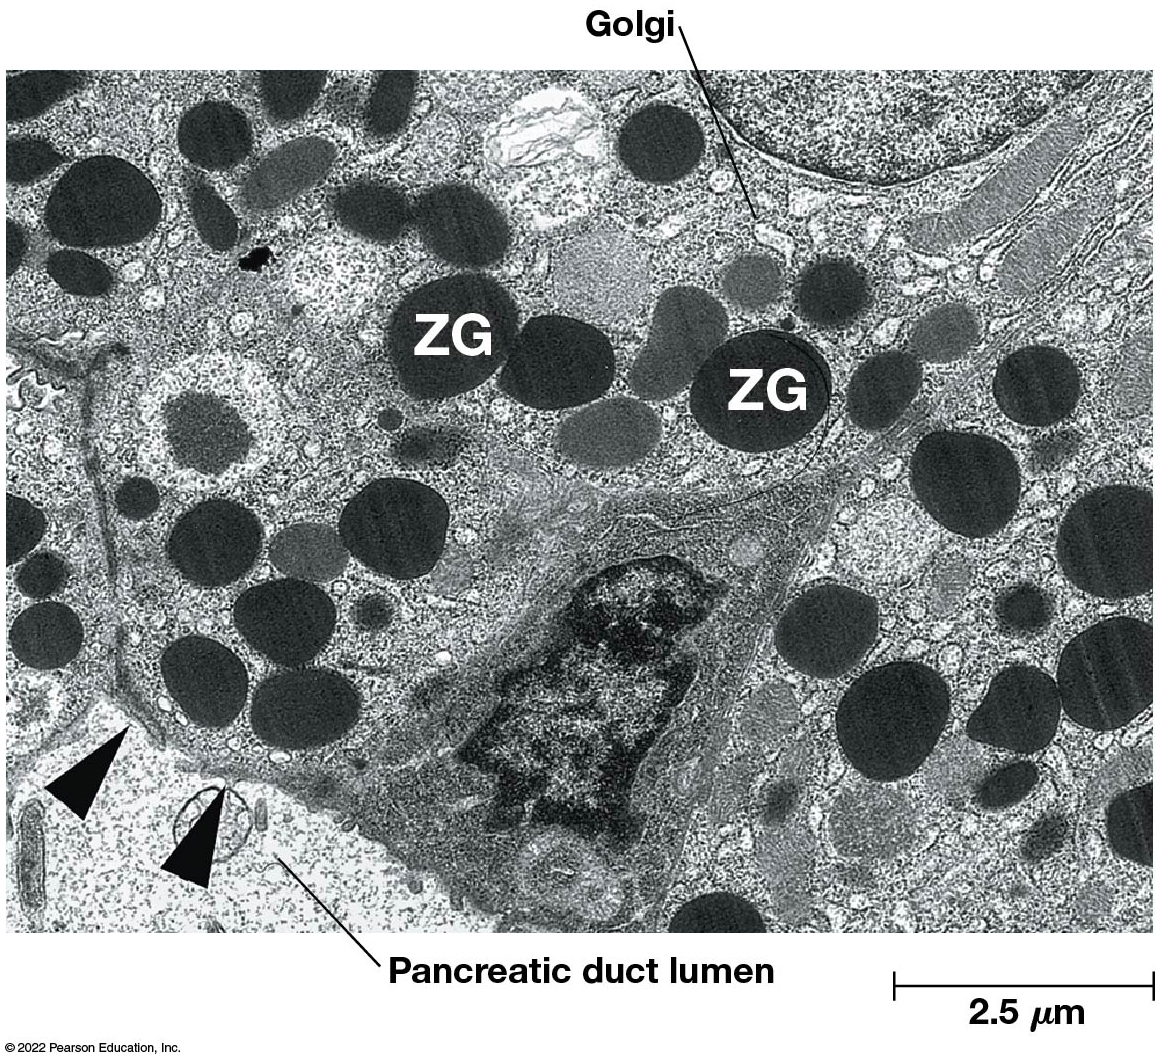 Golgi
ZG
ZG
Pancreatic duct lumen
2.5 μm
© 2022 Pearson Education, Inc.